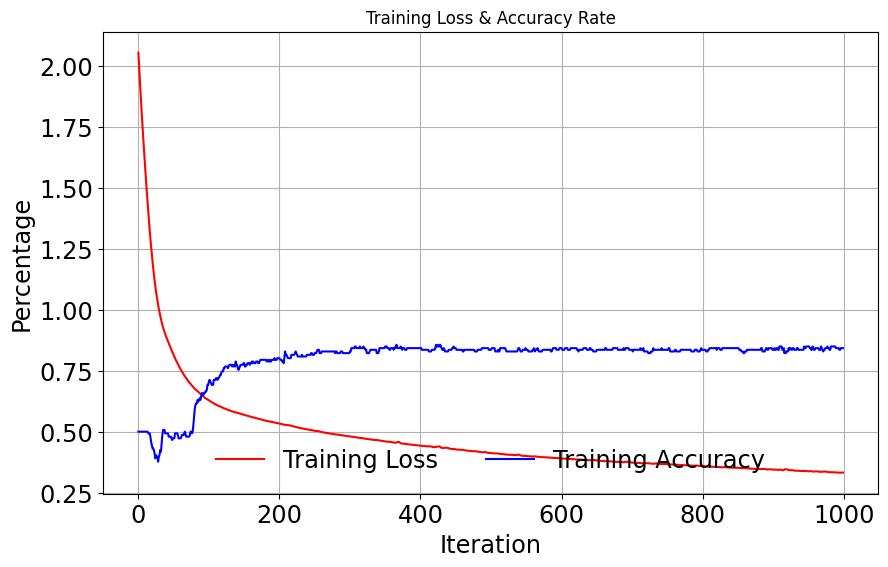 Training Loss & Accuracy Rate
2.00
1.75
1.50
1.25
1.00
0.75
0.50
0.25
Percentage
Training Loss Training Accuracy
0 200 400 600 800 1000
Iteration